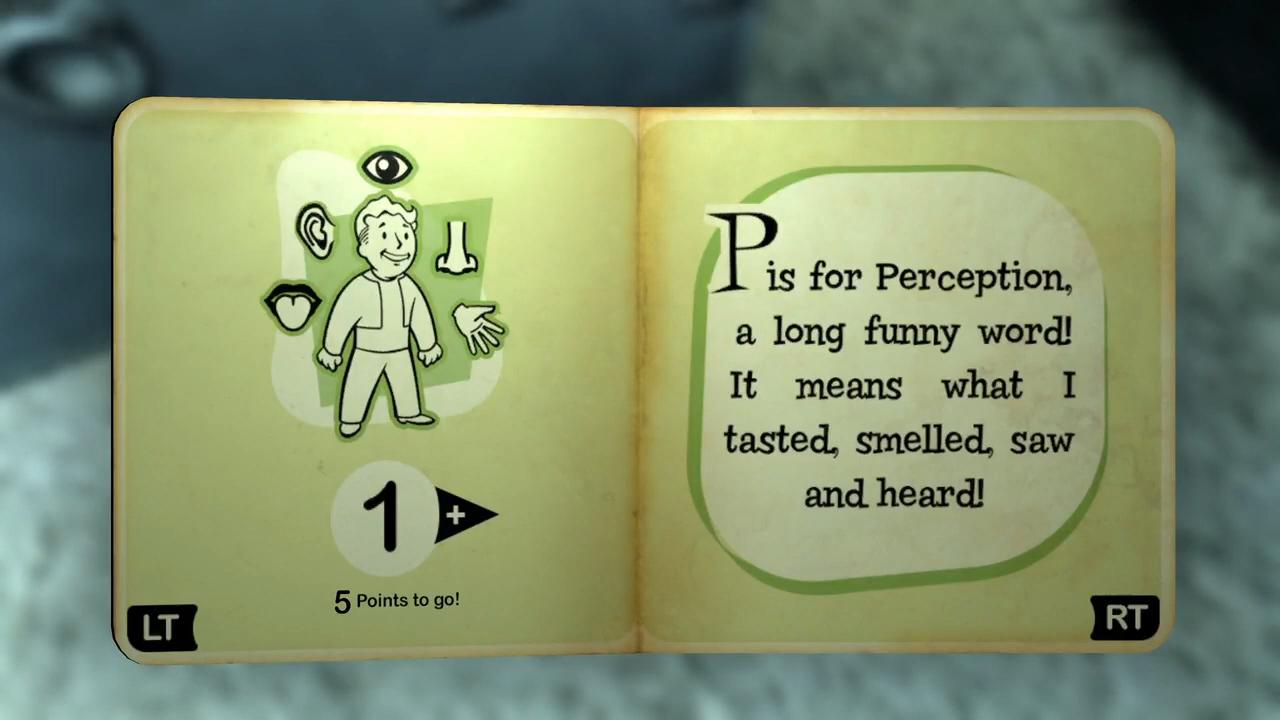 1
+
5 Points to go!
LT
P is for Perception,
a long funny word!
It means what I
tasted, smelled, saw
and heard!
RT